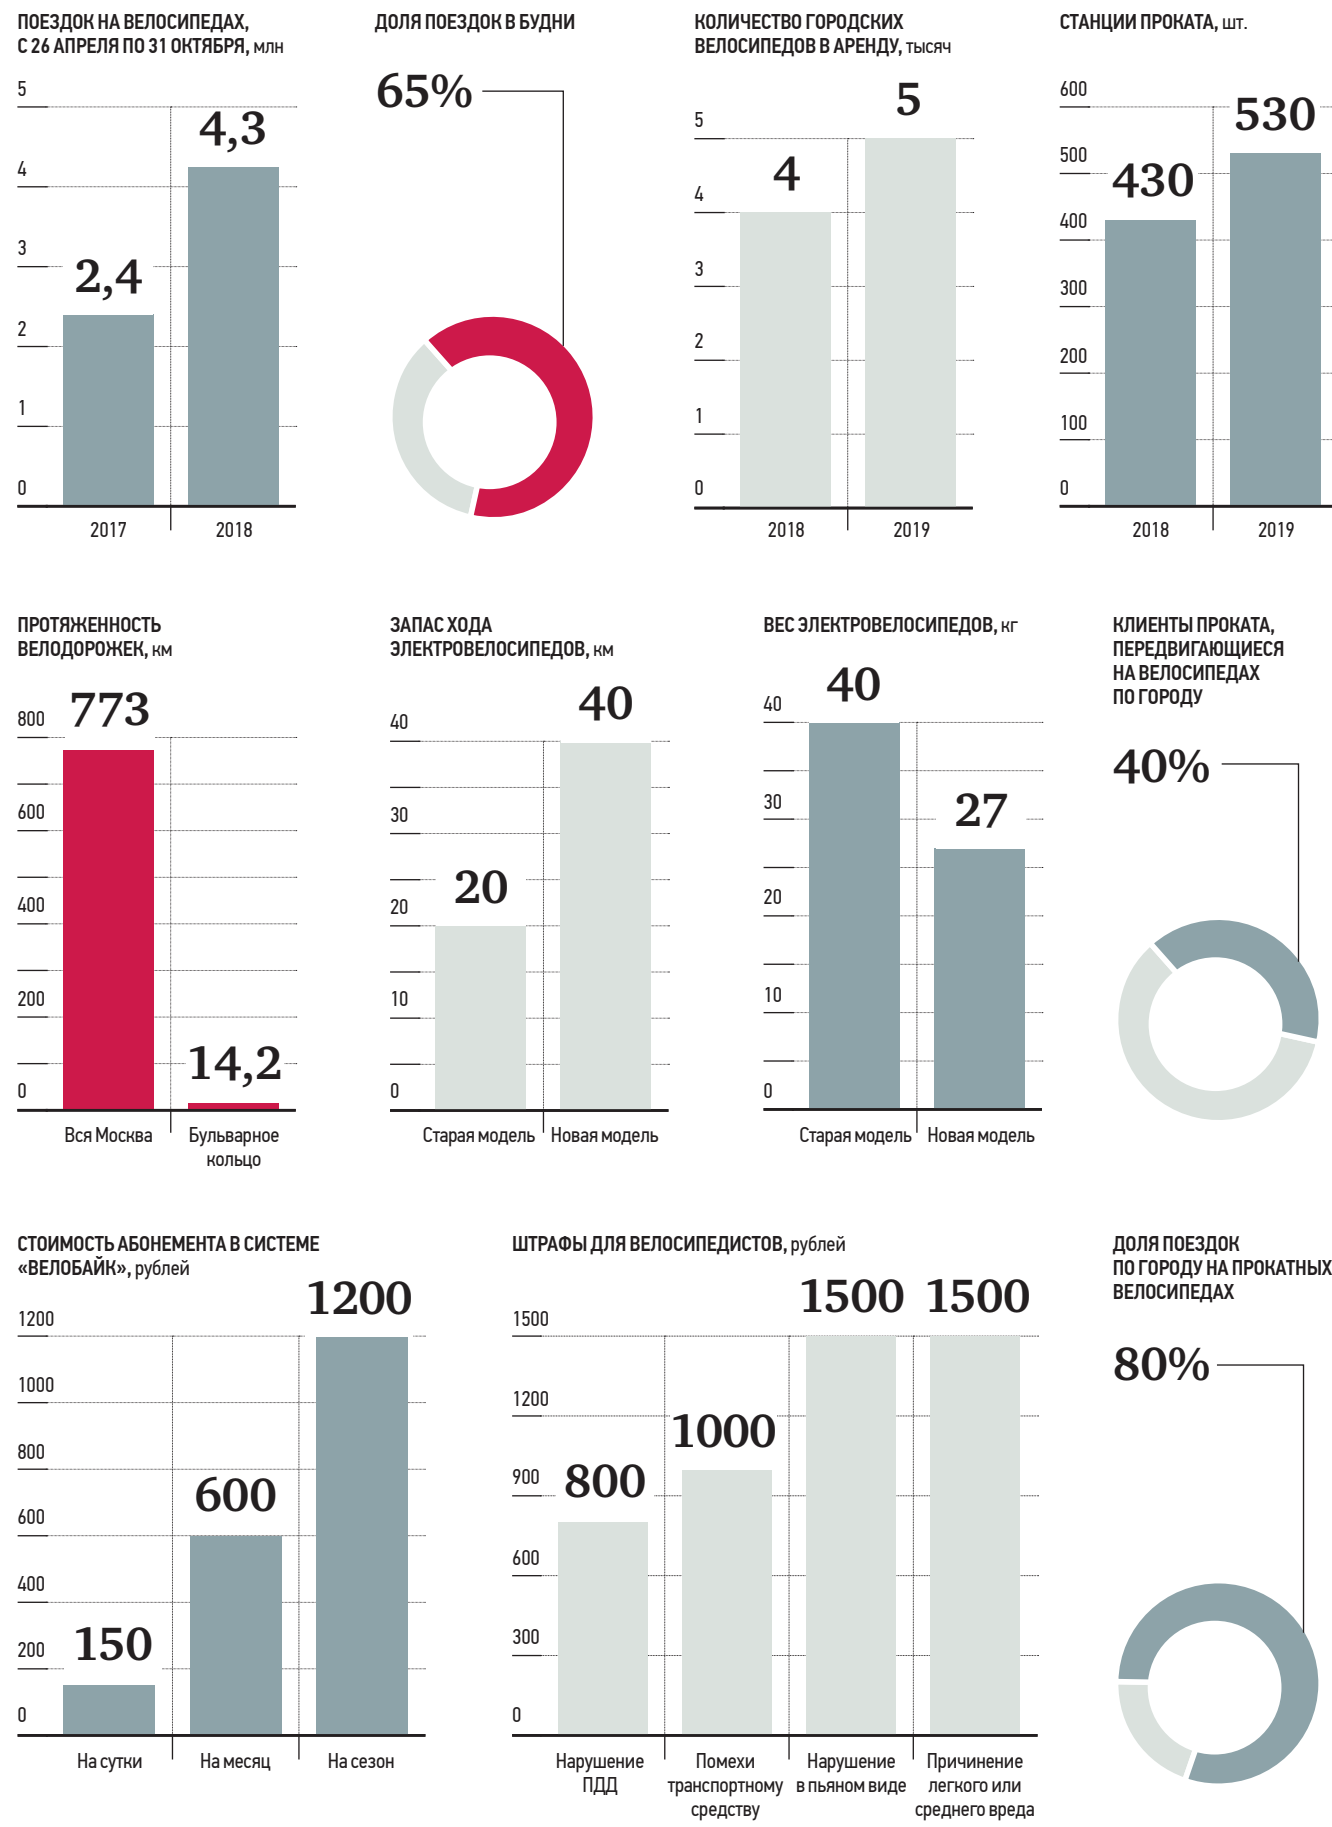 ПОЕЗДОК НА ВЕЛОСИПЕДАХ,
С 26 АПРЕЛЯ ПО 31 ОКТЯБРЯ, млн
5
4
3
2
1
0
2,4
4,3
2017
2018
ДОЛЯ ПОЕЗДОК В БУДНИ
65%
КОЛИЧЕСТВО ГОРОДСКИХ
ВЕЛОСИПЕДОВ В АРЕНДУ, тысяч
5
4
3
2
1
0
4
5
2018
2019
СТАНЦИИ ПРОКАТА, шт.
600
500
400
300
200
100
0
430
530
2018
2019
ПРОТЯЖЕННОСТЬ
ВЕЛОДОРОЖЕК, км
800
600
400
200
0
773
14,2
Вся Москва
Бульварное
кольцо
ЗАПАС ХОДА
ЭЛЕКТРОВЕЛОСИПЕДОВ, км
40
30
20
10
0
20
40
Старая модель
Новая модель
ВЕС ЭЛЕКТРОВЕЛОСИПЕДОВ, кг
40
30
20
10
0
40
27
Старая модель
Новая модель
КЛИЕНТЫ ПРОКАТА,
ПЕРЕДВИГАЮЩИЕСЯ
НА ВЕЛОСИПЕДАХ
ПО ГОРОДУ
40%
СТОИМОСТЬ АБОНЕМЕНТА В СИСТЕМЕ
«ВЕЛОБАЙК», рублей
1200
1000
800
600
400
200
0
150
600
1200
На сутки
На месяц
На сезон
ШТРАФЫ ДЛЯ ВЕЛОСИПЕДИСТОВ, рублей
1500
1200
900
600
300
0
800
1000
1500
1500
Нарушение
ПДД
Помехи
транспортному
средству
Нарушение
в пьяном виде
Причинение
легкого или
среднего вреда
ДОЛЯ ПОЕЗДОК
ПО ГОРОДУ НА ПРОКАТНЫХ
ВЕЛОСИПЕДАХ
80%